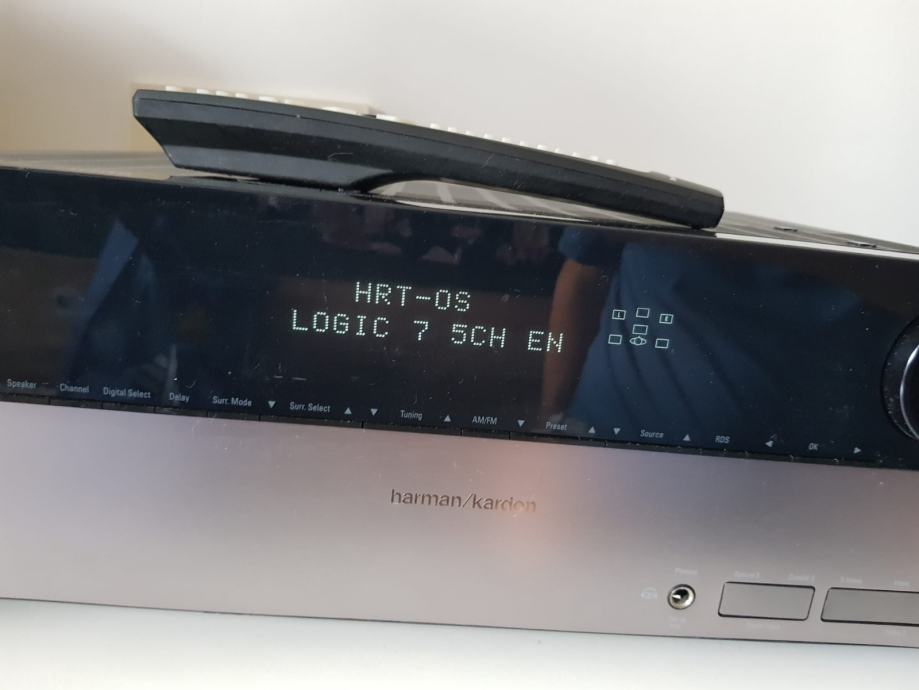 HRT-OS
LOGIC 7 5CH EN
Speaker Channel Digital Select Delay Surr. Mode Surr. Select Tuning AM/FM Preset Source RDS OK
harman/kardon
Phones